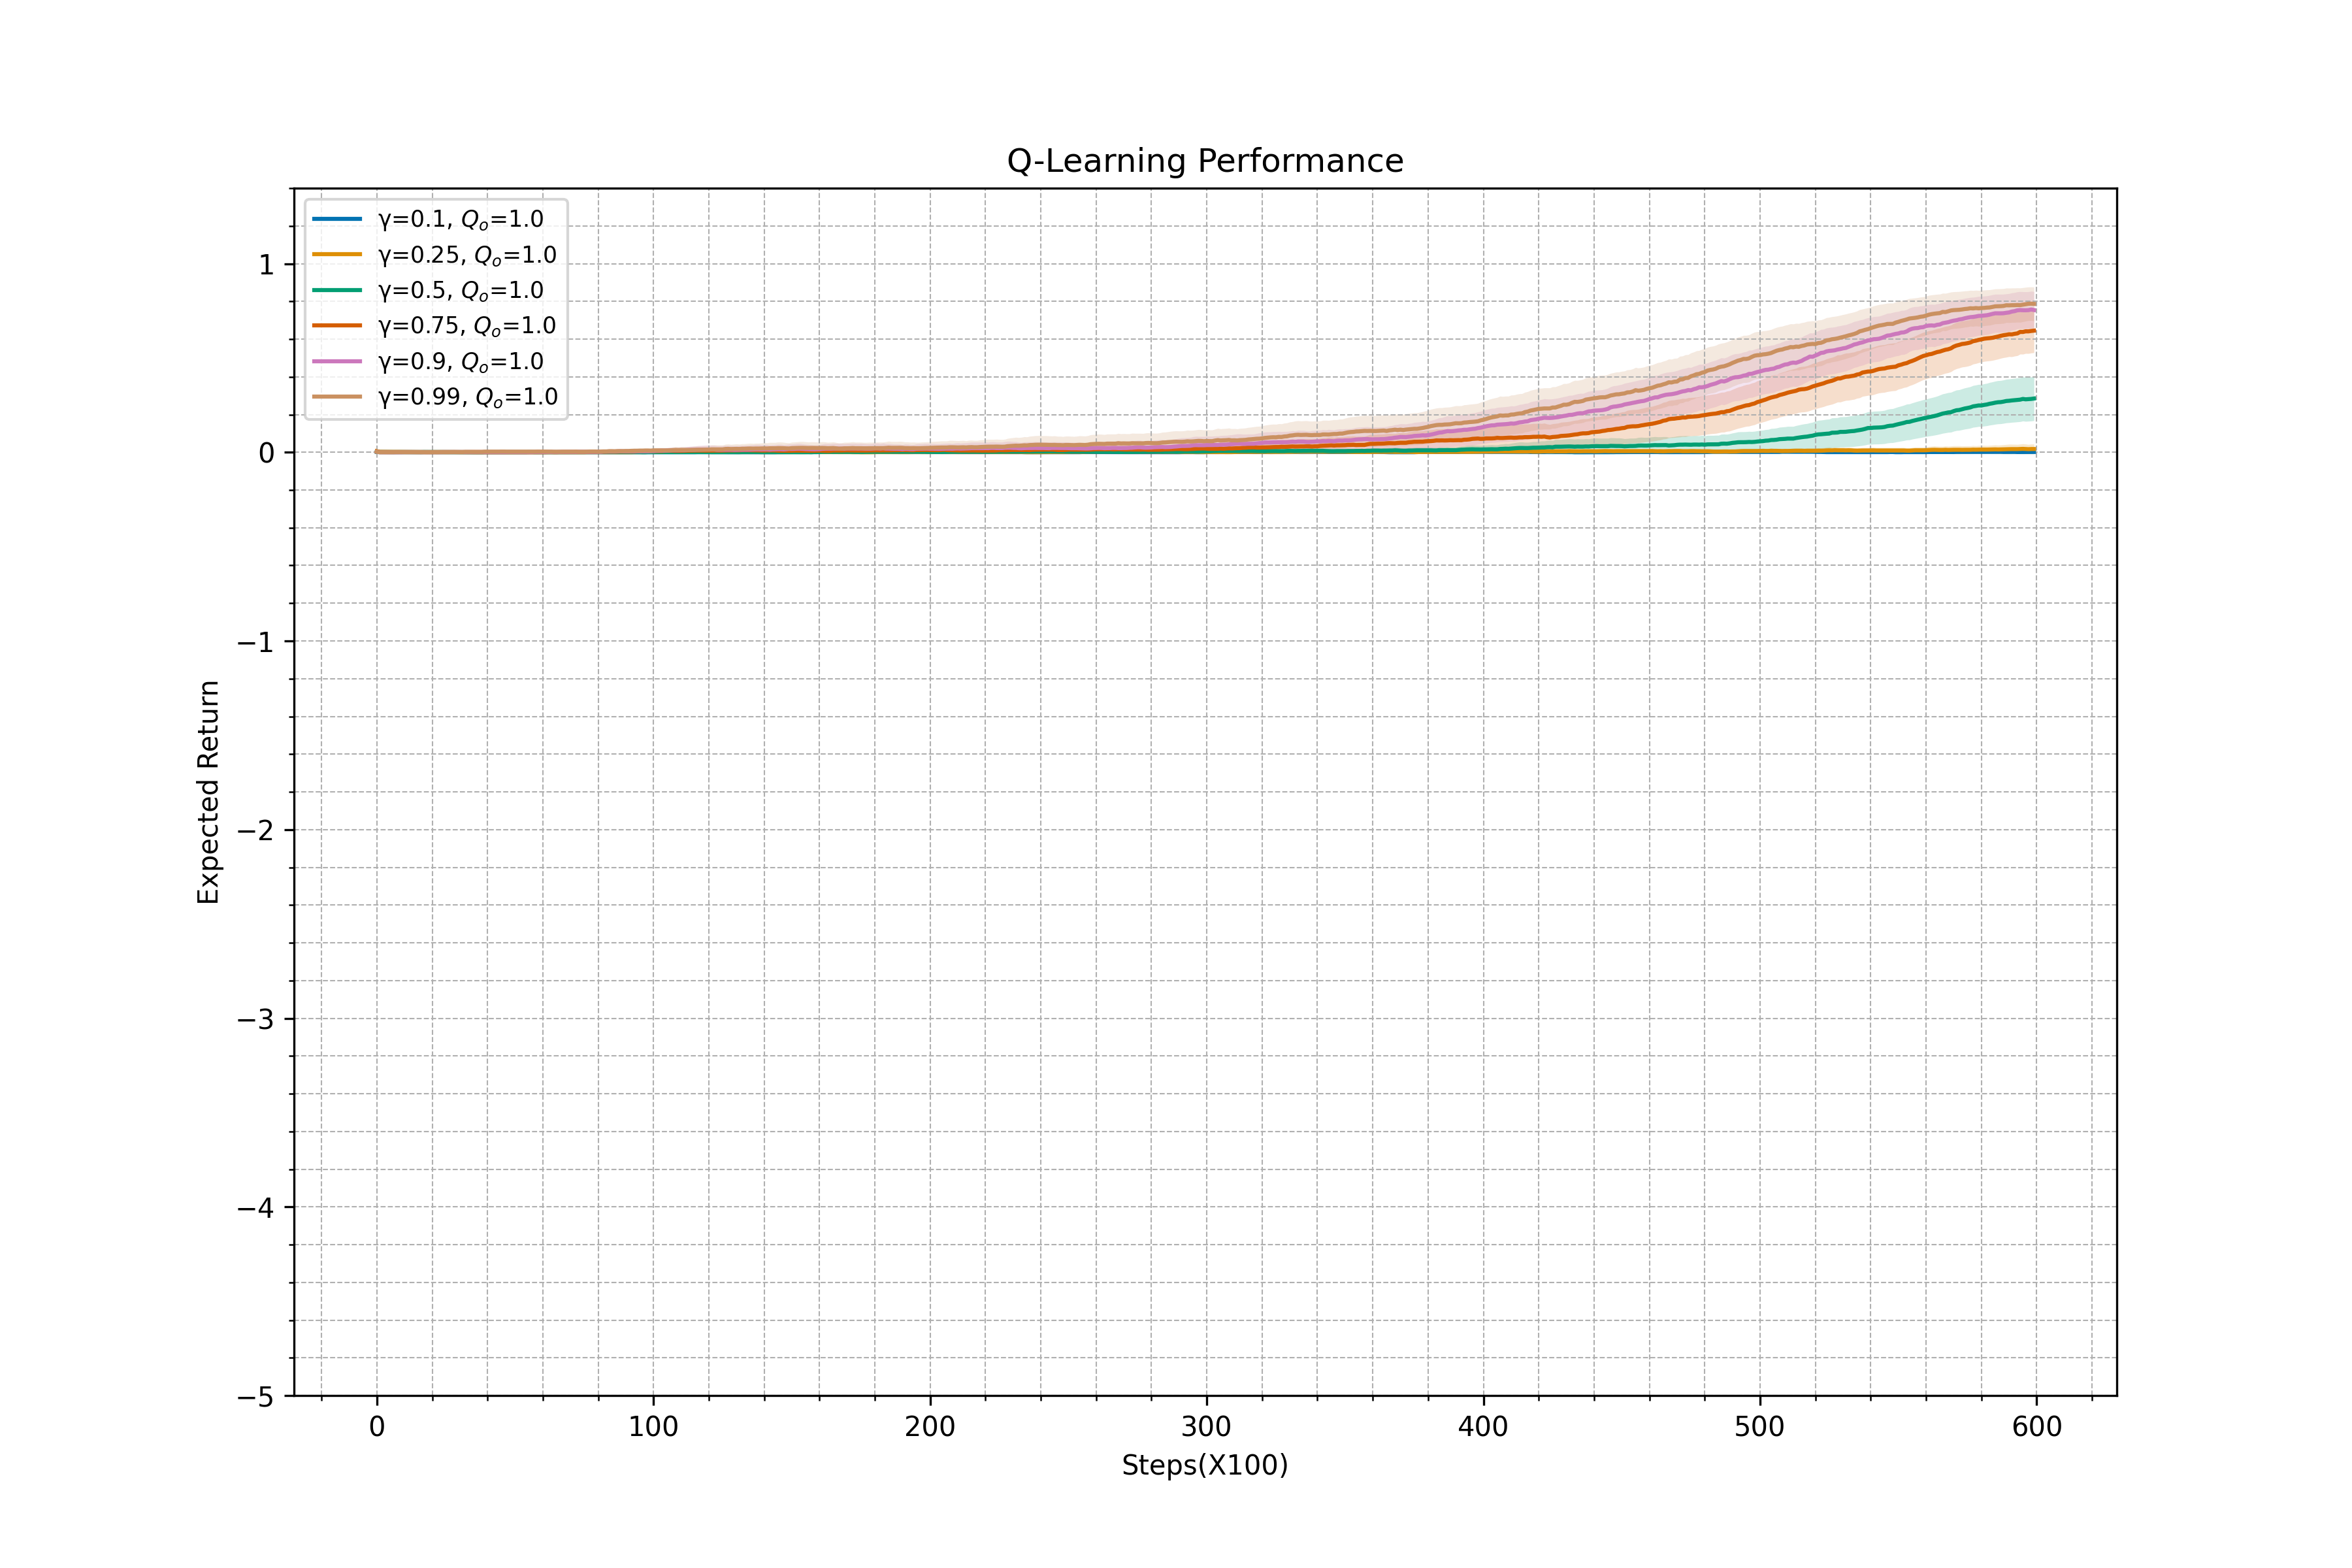 Q-Learning Performance
γ=0.1, Qₒ=1.0
γ=0.25, Qₒ=1.0
γ=0.5, Qₒ=1.0
γ=0.75, Qₒ=1.0
γ=0.9, Qₒ=1.0
γ=0.99, Qₒ=1.0
1
0
−1
−2
−3
−4
−5
Expected Return
0 100 200 300 400 500 600
Steps(X100)